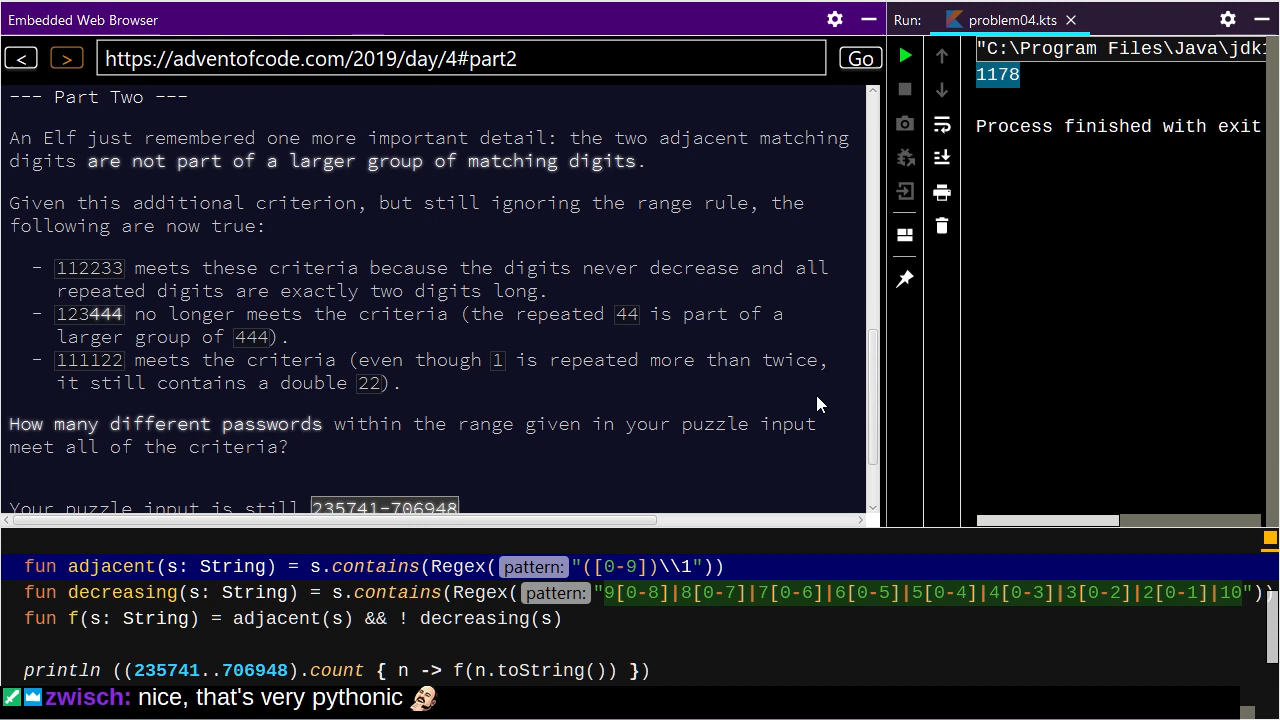 Embedded Web Browser
Run: problem04.kts
< > https://adventofcode.com/2019/day/4#part2 Go
--- Part Two ---
An Elf just remembered one more important detail: the two adjacent matching
digits are not part of a larger group of matching digits.
Given this additional criterion, but still ignoring the range rule, the
following are now true:
- 112233 meets these criteria because the digits never decrease and all
repeated digits are exactly two digits long.
- 123444 no longer meets the criteria (the repeated 44 is part of a
larger group of 444).
- 111122 meets the criteria (even though 1 is repeated more than twice,
it still contains a double 22).
How many different passwords within the range given in your puzzle input
meet all of the criteria?
Your puzzle input is still 235741-706948
"C:\Program Files\Java\jdk1
1178
Process finished with exit
fun adjacent(s: String) = s.contains(Regex( pattern: "([0-9])\\1"))
fun decreasing(s: String) = s.contains(Regex( pattern: "9[0-8]|8[0-7]|7[0-6]|6[0-5]|5[0-4]|4[0-3]|3[0-2]|2[0-1]|10"))
fun f(s: String) = adjacent(s) && ! decreasing(s)
println ((235741..706948).count { n -> f(n.toString()) })
zwisch: nice, that's very pythonic